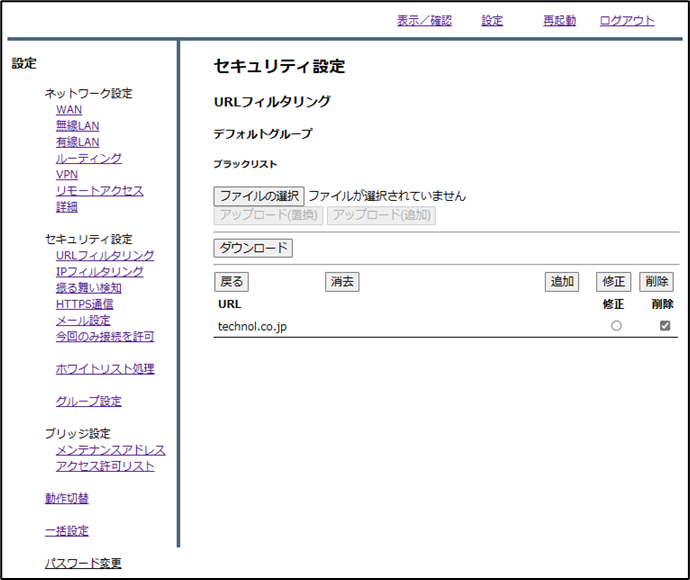 表示／確認 設定 再起動 ログアウト
設定
ネットワーク設定
WAN
無線LAN
有線LAN
ルーティング
VPN
リモートアクセス
詳細
セキュリティ設定
URLフィルタリング
IPフィルタリング
振る舞い検知
HTTPS通信
メール設定
今回のみ接続を許可
ホワイトリスト処理
グループ設定
ブリッジ設定
メンテナンスアドレス
アクセス許可リスト
動作切替
一括設定
パスワード変更
セキュリティ設定
URLフィルタリング
デフォルトグループ
ブラックリスト
ファイルの選択 ファイルが選択されていません
アップロード(置換) アップロード(追加)
ダウンロード
戻る 消去 追加 修正 削除
URL 修正 削除
technol.co.jp